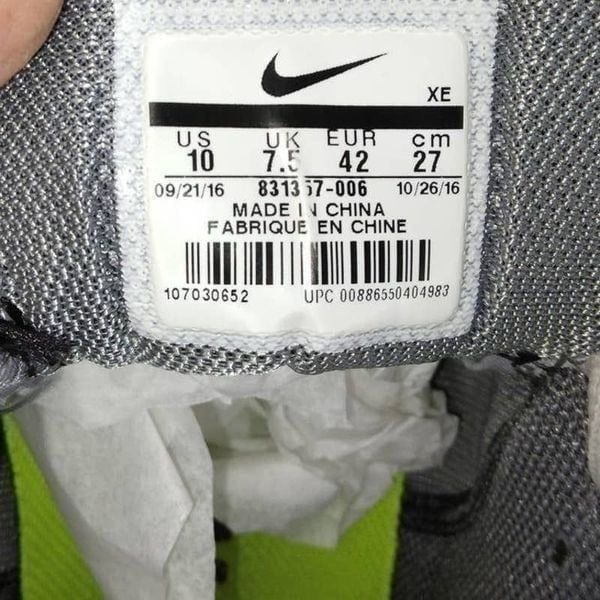 XE
US UK EUR cm
10 7.5 42 27
09/21/16 831357-006 10/26/16
MADE IN CHINA
FABRIQUE EN CHINE
107030652 UPC 00886550404983